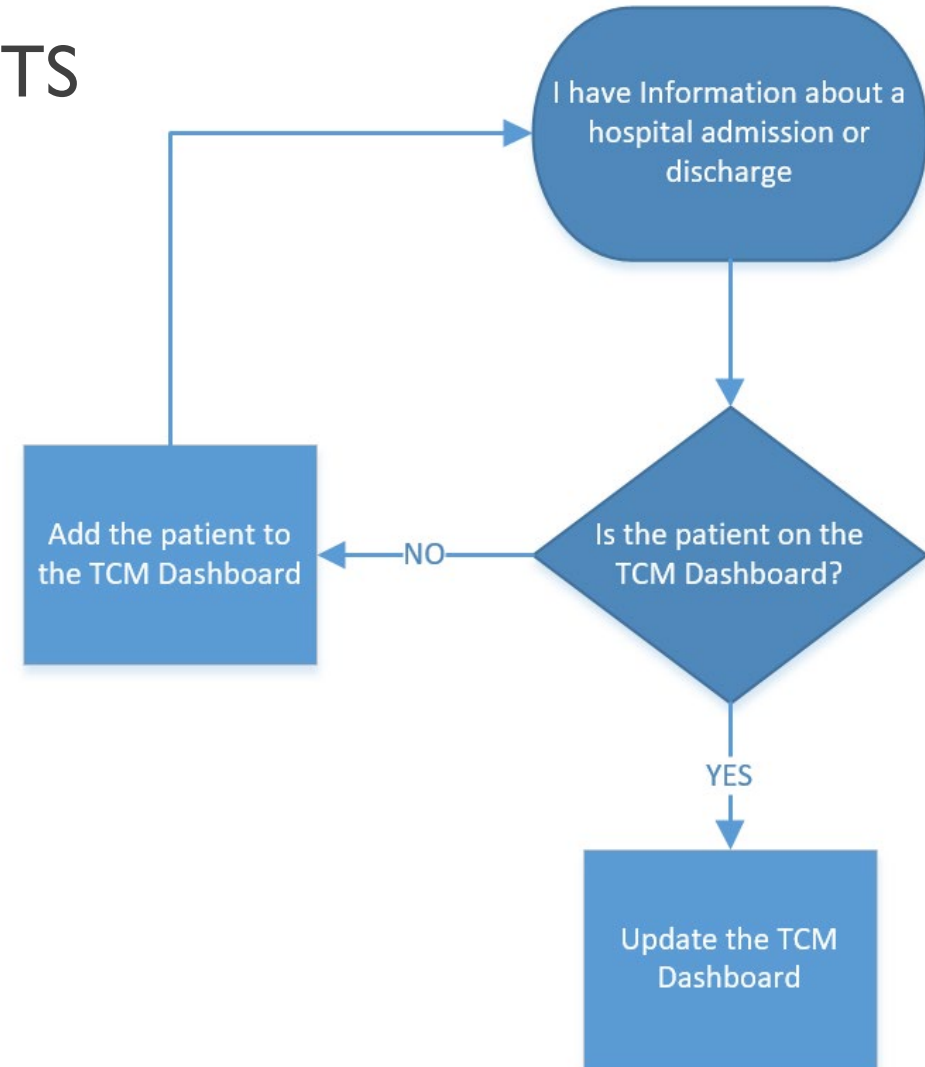 TS
I have Information about a
hospital admission or
discharge
Is the patient on the
TCM Dashboard?
NO
Add the patient to
the TCM Dashboard
YES
Update the TCM
Dashboard